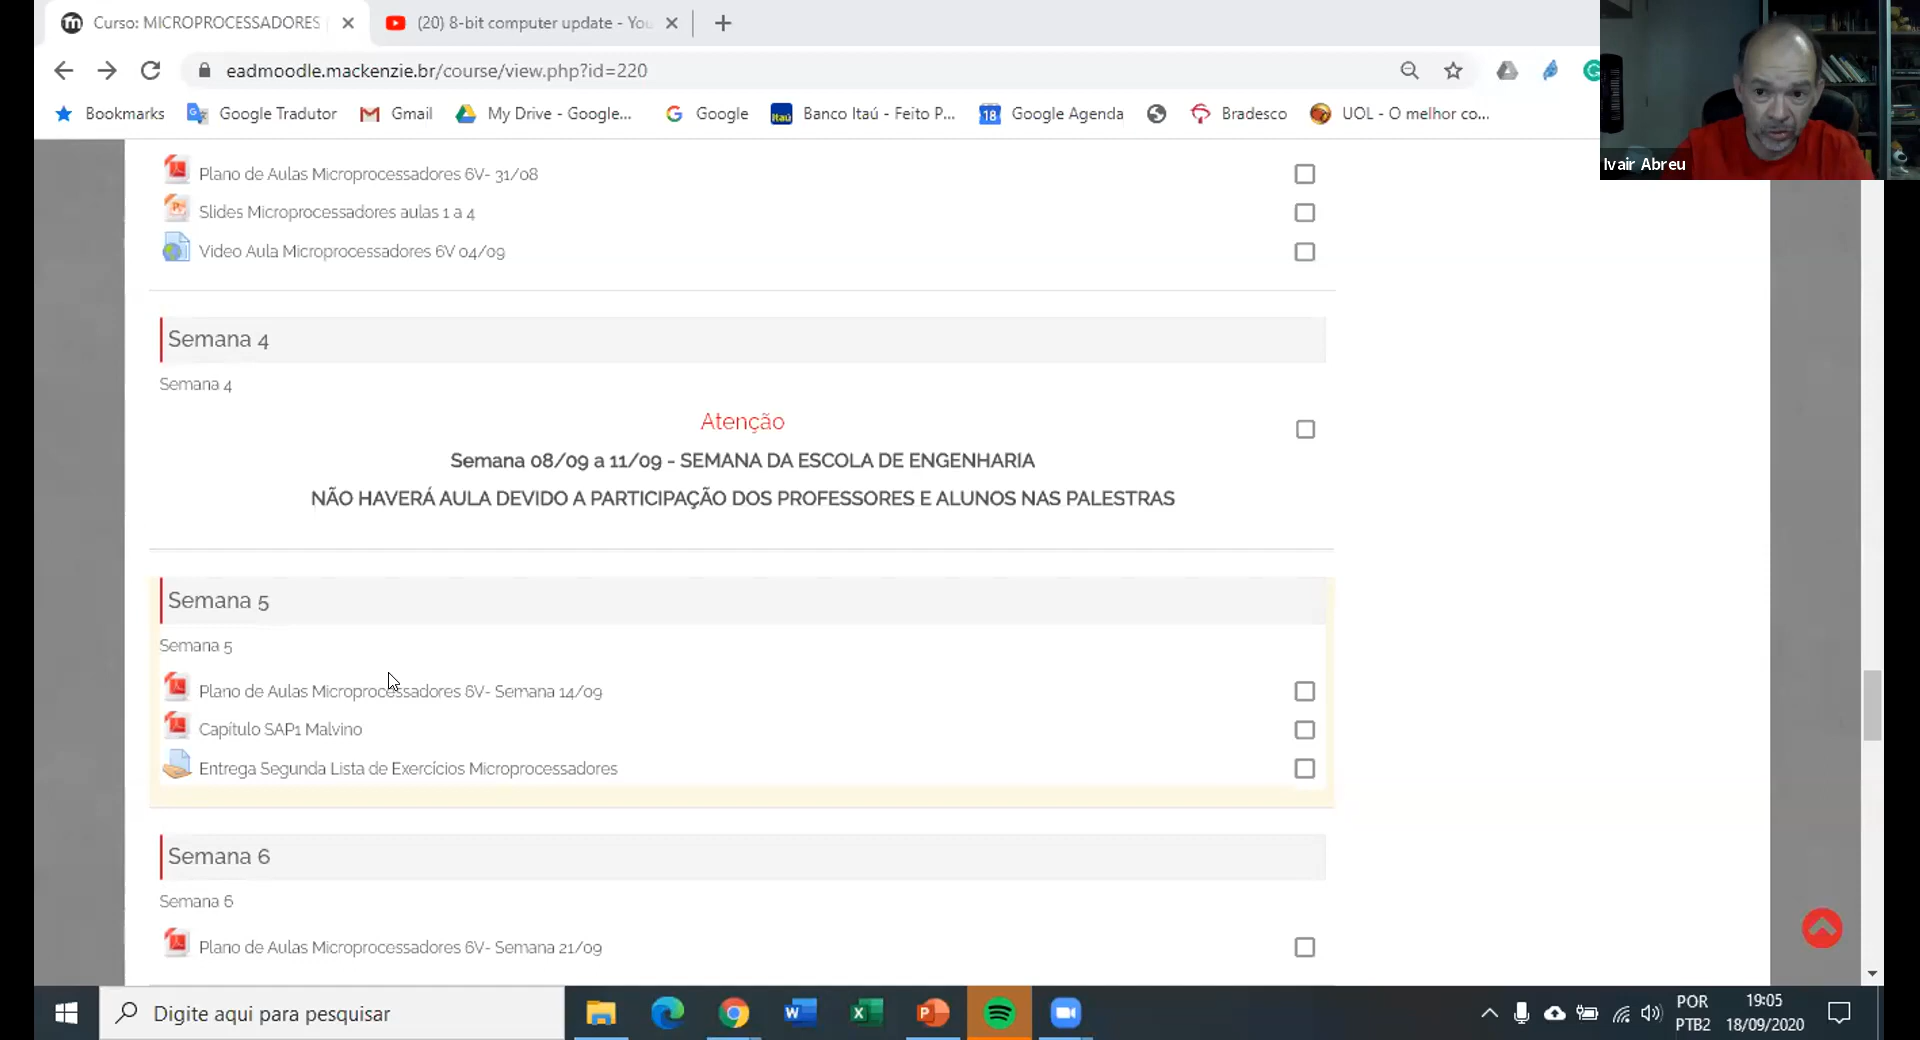 Curso: MICROPROCESSADORES
(20) 8-bit computer update - You
eadmoodle.mackenzie.br/course/view.php?id=220
Bookmarks
Google Tradutor
Gmail
My Drive - Google...
Google
Itaú
Banco Itaú - Feito P...
18
Google Agenda
Bradesco
UOL - O melhor co...
Ivair Abreu
Plano de Aulas Microprocessadores 6V- 31/08
Slides Microprocessadores aulas 1 a 4
Video Aula Microprocessadores 6V 04/09
Semana 4
Semana 4
Atenção
Semana 08/09 a 11/09 - SEMANA DA ESCOLA DE ENGENHARIA
NÃO HAVERÁ AULA DEVIDO A PARTICIPAÇÃO DOS PROFESSORES E ALUNOS NAS PALESTRAS
Semana 5
Semana 5
Plano de Aulas Microprocessadores 6V- Semana 14/09
Capítulo SAP1 Malvino
Entrega Segunda Lista de Exercícios Microprocessadores
Semana 6
Semana 6
Plano de Aulas Microprocessadores 6V- Semana 21/09
Digite aqui para pesquisar
POR
PTB2
19:05
18/09/2020